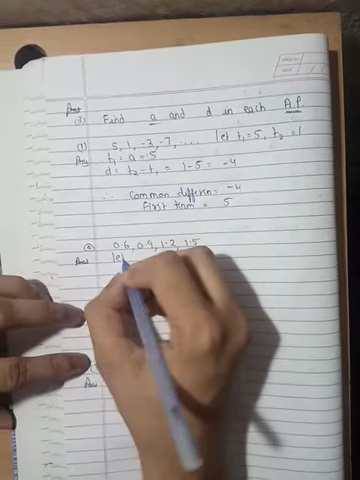 Ans
(3) Find a and d in each A.P.
(1) 5, 1, -3, -7, .... let t₁ = 5, t₂ = 1
Ans t₁ = a = 5
d = t₂ - t₁ = 1 - 5 = -4
∴ Common differen = -4
First term = 5
(2) 0.6, 0.9, 1.2, 1.5
Ans let
Ans